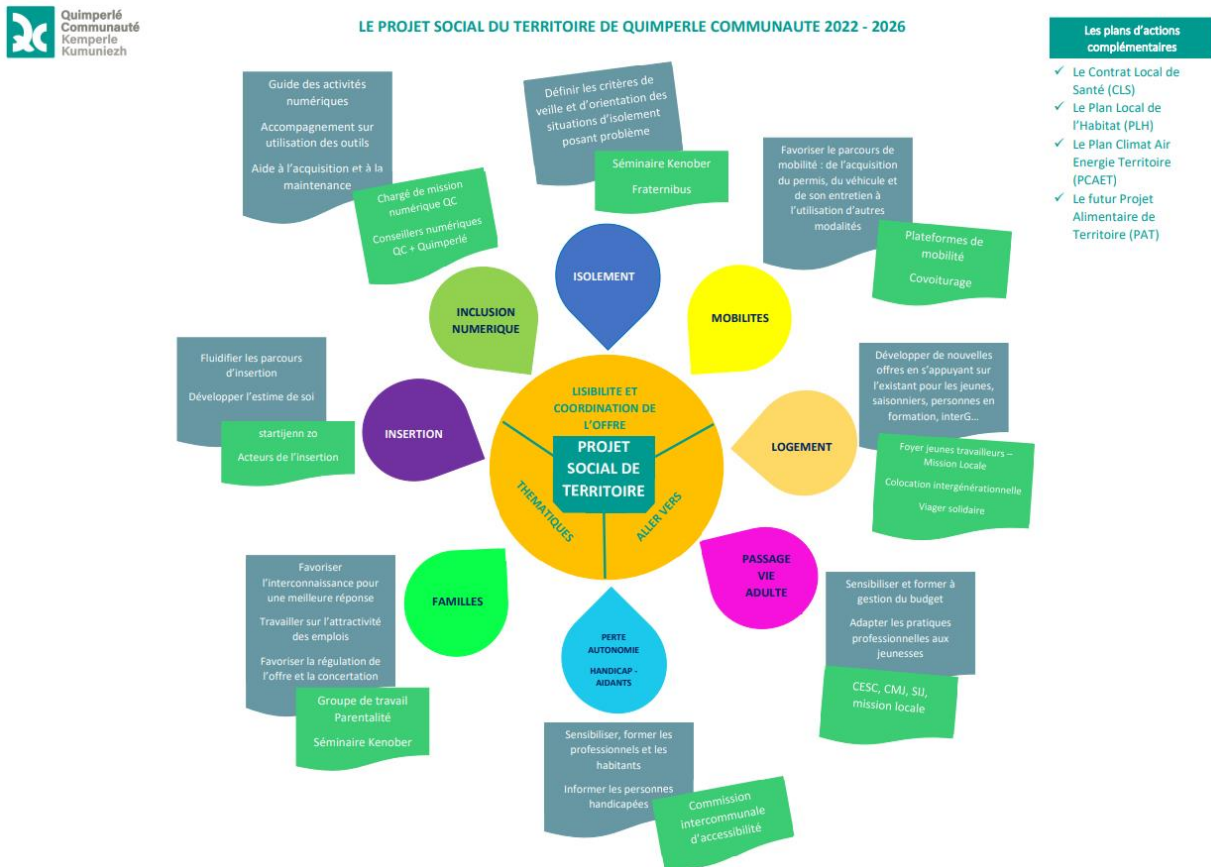 Quimperlé
Communauté
Kemperle
Kumuniezh
LE PROJET SOCIAL DU TERRITOIRE DE QUIMPERLE COMMUNAUTE 2022 - 2026
Les plans d'actions
complémentaires
✓ Le Contrat Local de
Santé (CLS)
✓ Le Plan Local de
l'Habitat (PLH)
✓ Le Plan Climat Air
Energie Territoire
(PCAET)
✓ Le futur Projet
Alimentaire de
Territoire (PAT)
Guide des activités
numériques
Accompagnement sur
utilisation des outils
Aide à l'acquisition et à la
maintenance
Chargé de mission
numérique QC
Conseillers numériques
QC + Quimperlé
INCLUSION
NUMERIQUE
Définir les critères de
veille et d'orientation des
situations d'isolement
posant problème
Séminaire Kenober
Fraternibus
ISOLEMENT
Favoriser le parcours de
mobilité : de l'acquisition
du permis, du véhicule et
de son entretien à
l'utilisation d'autres
modalités
Plateformes de
mobilité
Covoiturage
MOBILITES
Fluidifier les parcours
d'insertion
Développer l'estime de soi
startijenn zo
Acteurs de l'insertion
INSERTION
LISIBILITE ET
COORDINATION DE
L'OFFRE
PROJET
SOCIAL DE
TERRITOIRE
THEMATIQUES
ALLER VERS
Développer de nouvelles
offres en s'appuyant sur
l'existant pour les jeunes,
saisonniers, personnes en
formation, interG...
Foyer jeunes travailleurs –
Mission Locale
Colocation intergénérationnelle
Viager solidaire
LOGEMENT
Favoriser
l'interconnaissance pour
une meilleure réponse
Travailler sur l'attractivité
des emplois
Favoriser la régulation de
l'offre et la concertation
Groupe de travail
Parentalité
Séminaire Kenober
FAMILLES
PERTE
AUTONOMIE
HANDICAP -
AIDANTS
Sensibiliser, former les
professionnels et les
habitants
Informer les personnes
handicapées
Commission
intercommunale
d'accessibilité
PASSAGE
VIE
ADULTE
Sensibiliser et former à
gestion du budget
Adapter les pratiques
professionnelles aux
jeunesses
CESC, CMJ, SIJ,
mission locale